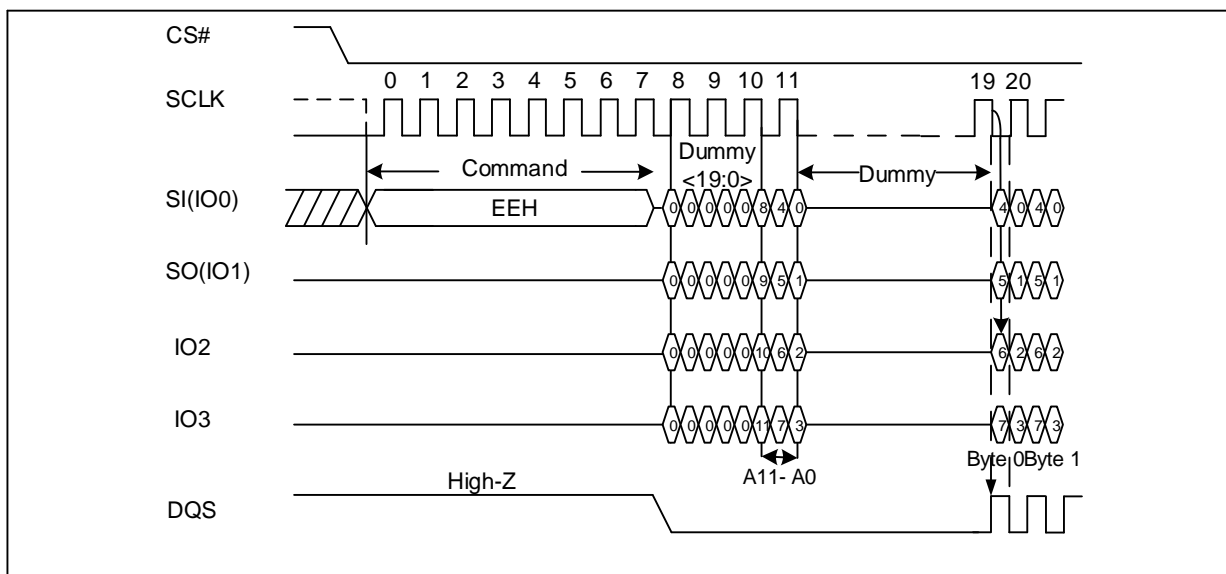 CS#
0 1 2 3 4 5 6 7 8 9 10 11 19 20
SCLK
Command
Dummy
<19:0>
Dummy
SI(IO0)
EEH
0 0 0 0 0 8 4 0 4 0 4 0
SO(IO1)
0 0 0 0 0 9 5 1 5 1 5 1
IO2
0 0 0 0 0 10 6 2 6 2 6 2
IO3
0 0 0 0 0 11 7 3 7 3 7 3
A11- A0
Byte 0 Byte 1
High-Z
DQS